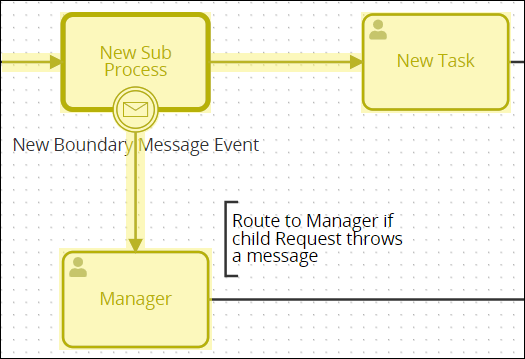 New Sub
Process
New Task
New Boundary Message Event
Route to Manager if
child Request throws
a message
Manager